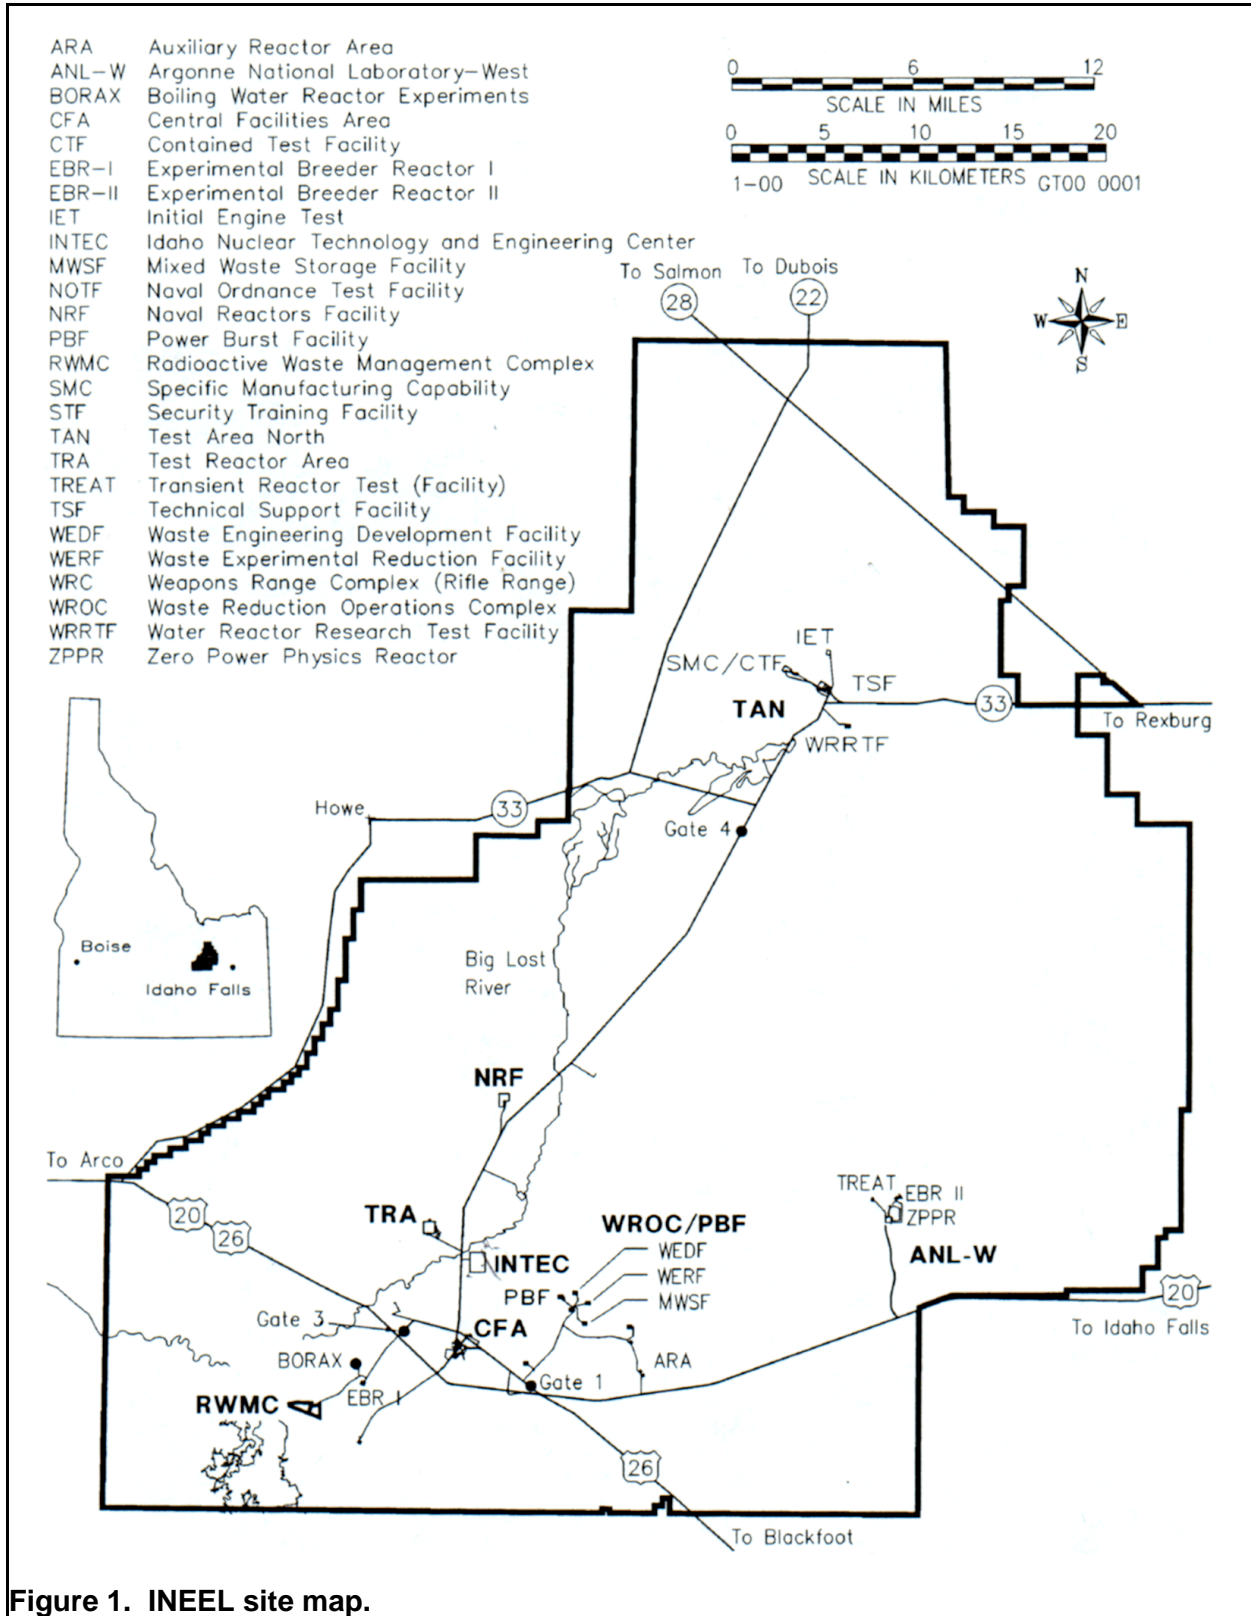 ARA Auxiliary Reactor Area
ANL-W Argonne National Laboratory-West
BORAX Boiling Water Reactor Experiments
CFA Central Facilities Area
CTF Contained Test Facility
EBR-I Experimental Breeder Reactor I
EBR-II Experimental Breeder Reactor II
IET Initial Engine Test
INTEC Idaho Nuclear Technology and Engineering Center
MWSF Mixed Waste Storage Facility
NOTF Naval Ordnance Test Facility
NRF Naval Reactors Facility
PBF Power Burst Facility
RWMC Radioactive Waste Management Complex
SMC Specific Manufacturing Capability
STF Security Training Facility
TAN Test Area North
TRA Test Reactor Area
TREAT Transient Reactor Test (Facility)
TSF Technical Support Facility
WEDF Waste Engineering Development Facility
WERF Waste Experimental Reduction Facility
WRC Weapons Range Complex (Rifle Range)
WROC Waste Reduction Operations Complex
WRRTF Water Reactor Research Test Facility
ZPPR Zero Power Physics Reactor
0 6 12
SCALE IN MILES
0 5 10 15 20
1-00 SCALE IN KILOMETERS GT00 0001
To Salmon To Dubois
28 22
N
W E
S
IET
SMC/CTF
TSF
TAN
33
To Rexburg
WRRTF
Howe
33
Gate 4
Boise
Idaho Falls
Big Lost
River
NRF
To Arco
20
26
TRA
INTEC
WROC/PBF
WEDF
WERF
PBF
MWSF
TREAT
EBR II
ZPPR
ANL-W
20
To Idaho Falls
Gate 3
CFA
BORAX
EBR I
ARA
Gate 1
RWMC
26
To Blackfoot
Figure 1. INEEL site map.